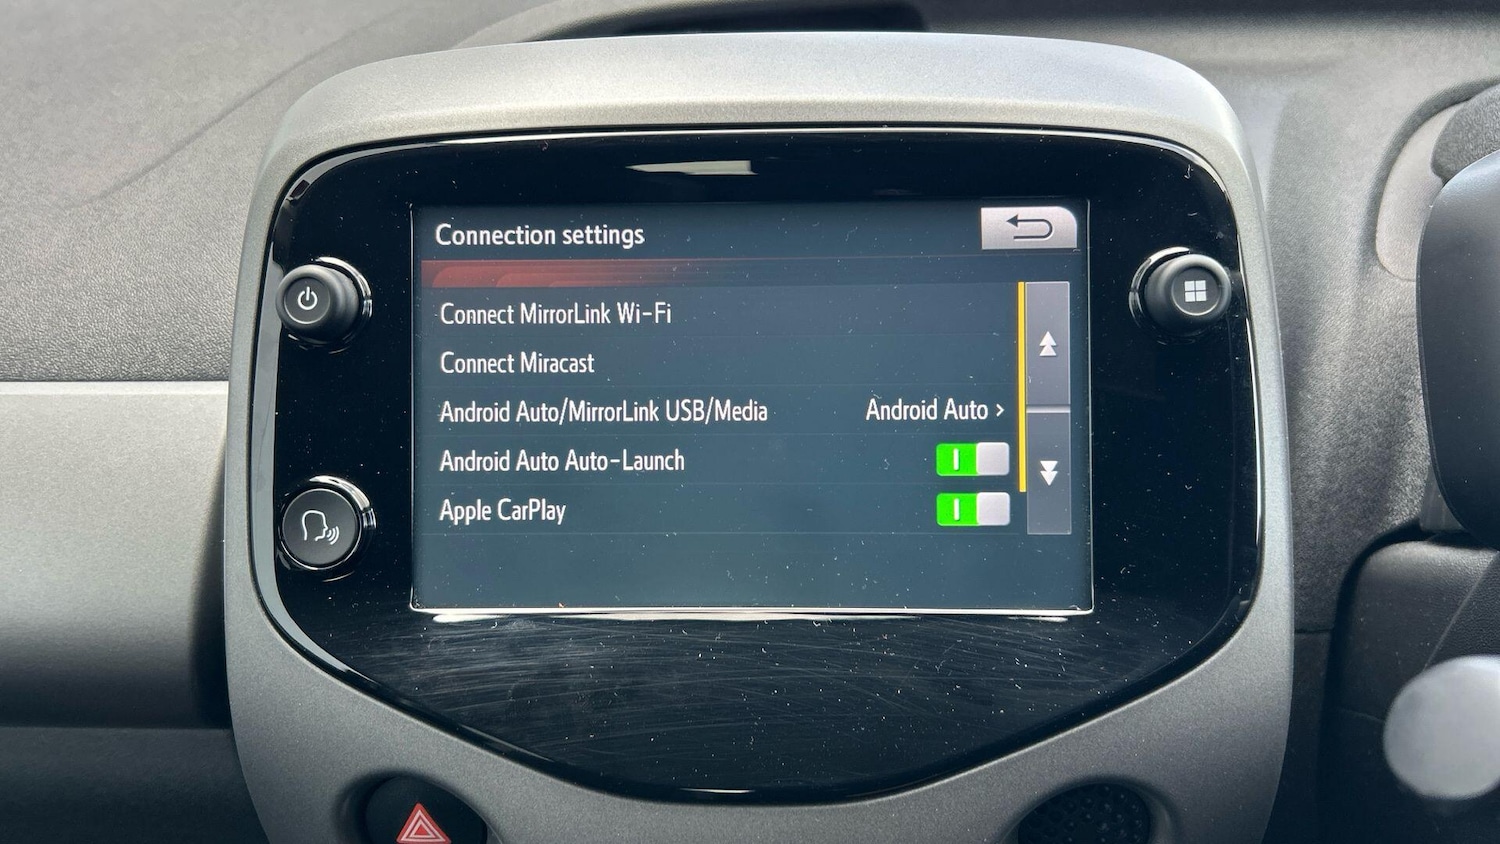 Connection settings
Connect MirrorLink Wi-Fi
Connect Miracast
Android Auto/MirrorLink USB/Media Android Auto >
Android Auto Auto-Launch
Apple CarPlay